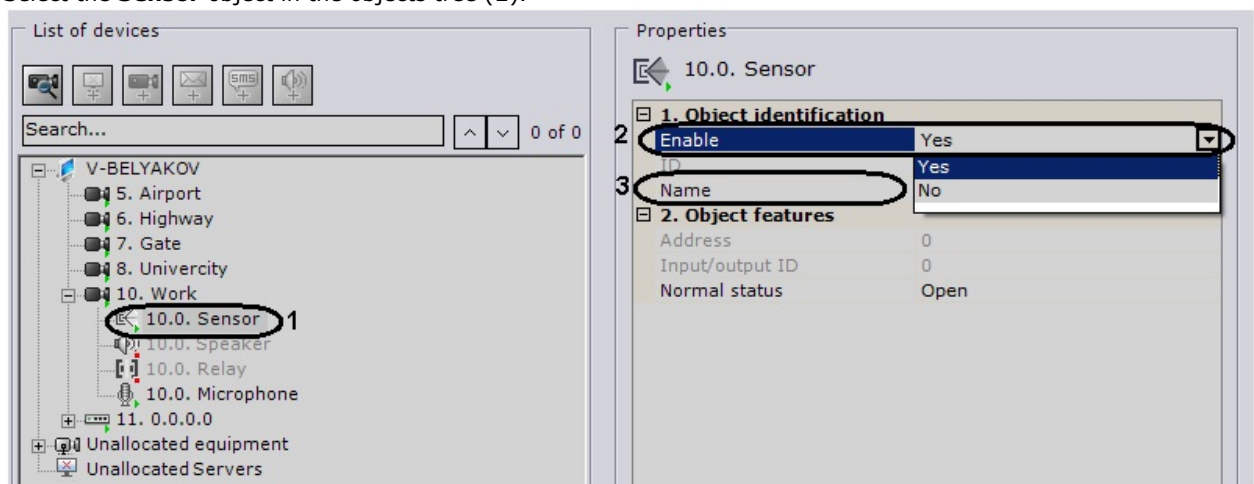 Select the Sensor object in the objects tree (1).
List of devices
SMS
Search...
0 of 0
V-BELYAKOV
5. Airport
6. Highway
7. Gate
8. Univercity
10. Work
10.0. Sensor 1
10.0. Speaker
10.0. Relay
10.0. Microphone
11. 0.0.0.0
Unallocated equipment
Unallocated Servers
Properties
10.0. Sensor
1. Object identification
2 Enable Yes
ID Yes
3 Name No
2. Object features
Address 0
Input/output ID 0
Normal status Open